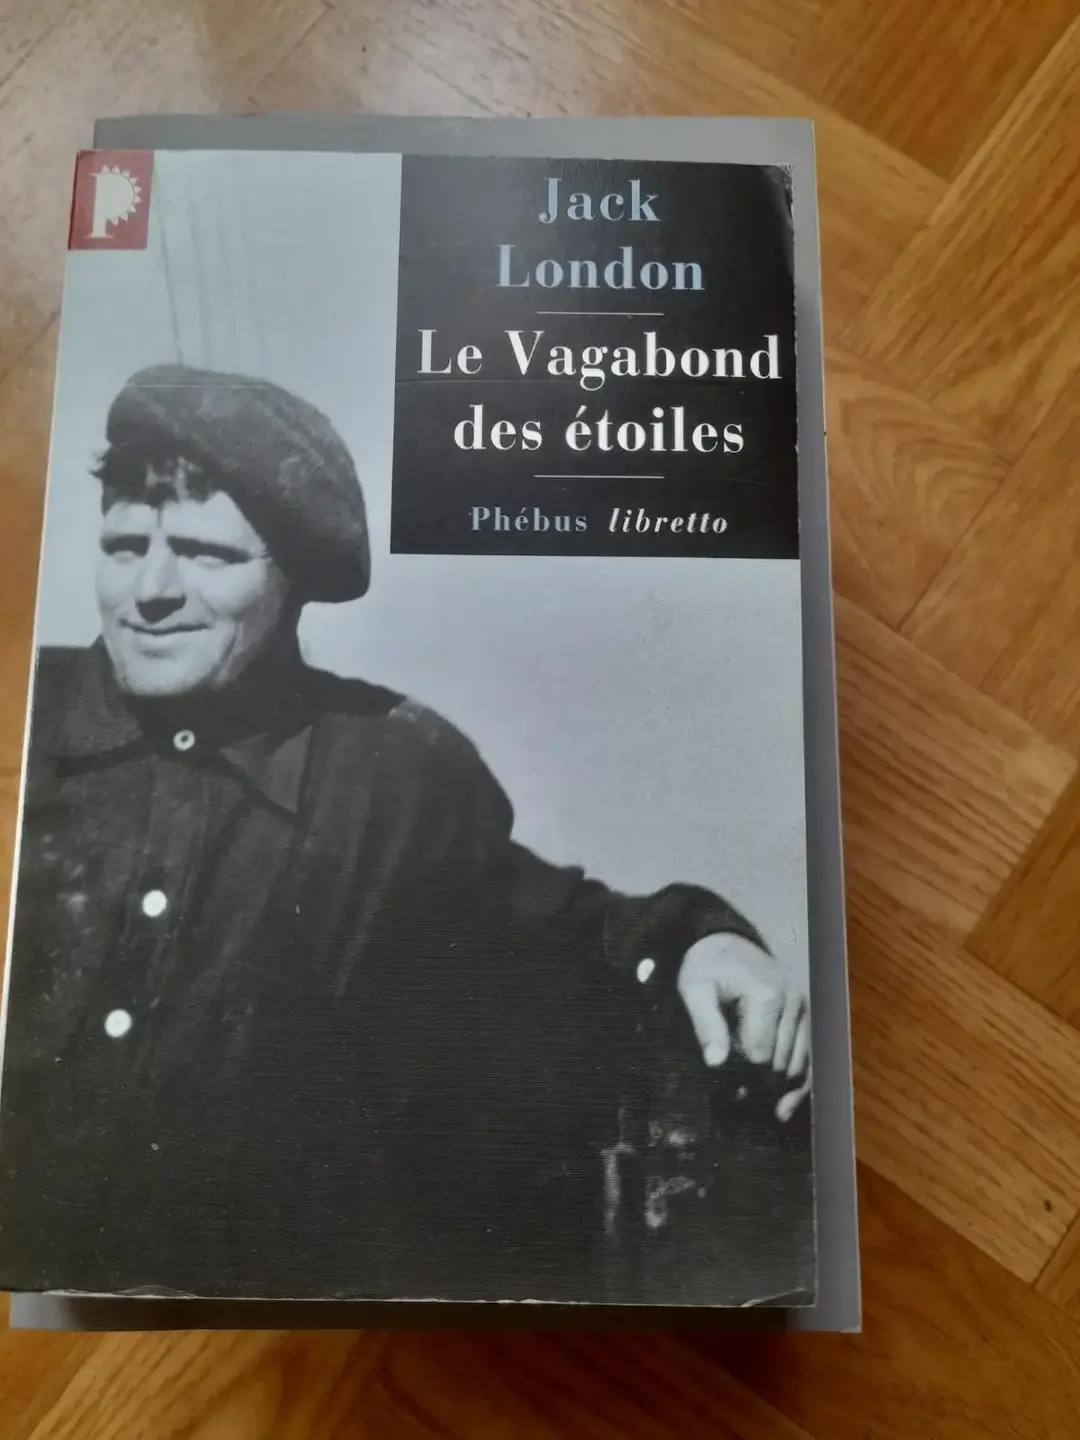 P
Jack
London
Le Vagabond
des étoiles
Phébus libretto